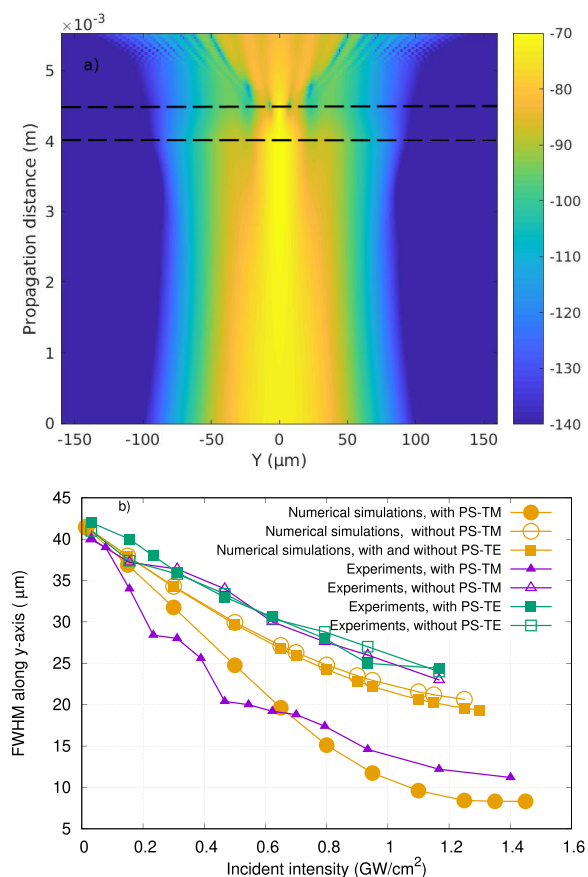 ×10⁻³
a)
5
4
3
2
1
0
Propagation distance (m)
-150 -100 -50 0 50 100 150
Y (µm)
-70
-80
-90
-100
-110
-120
-130
-140
b)
45
40
35
30
25
20
15
10
5
FWHM along y-axis ( µm)
Numerical simulations, with PS-TM
Numerical simulations, without PS-TM
Numerical simulations, with and without PS-TE
Experiments, with PS-TM
Experiments, without PS-TM
Experiments, with PS-TE
Experiments, without PS-TE
0 0.2 0.4 0.6 0.8 1 1.2 1.4 1.6
Incident intensity (GW/cm²)